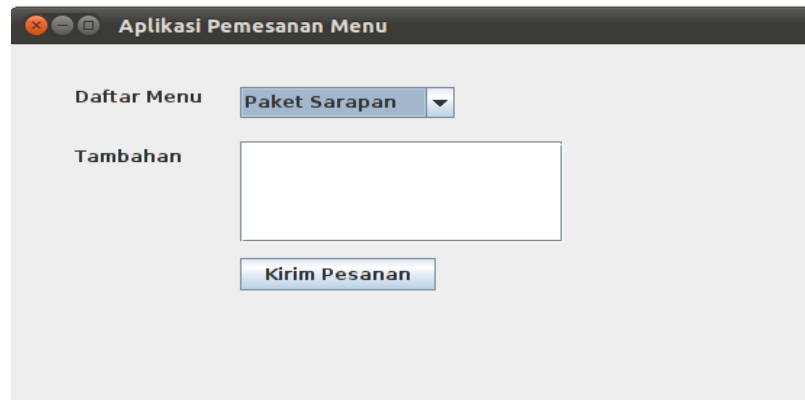 Aplikasi Pemesanan Menu
Daftar Menu
Paket Sarapan
Tambahan
Kirim Pesanan